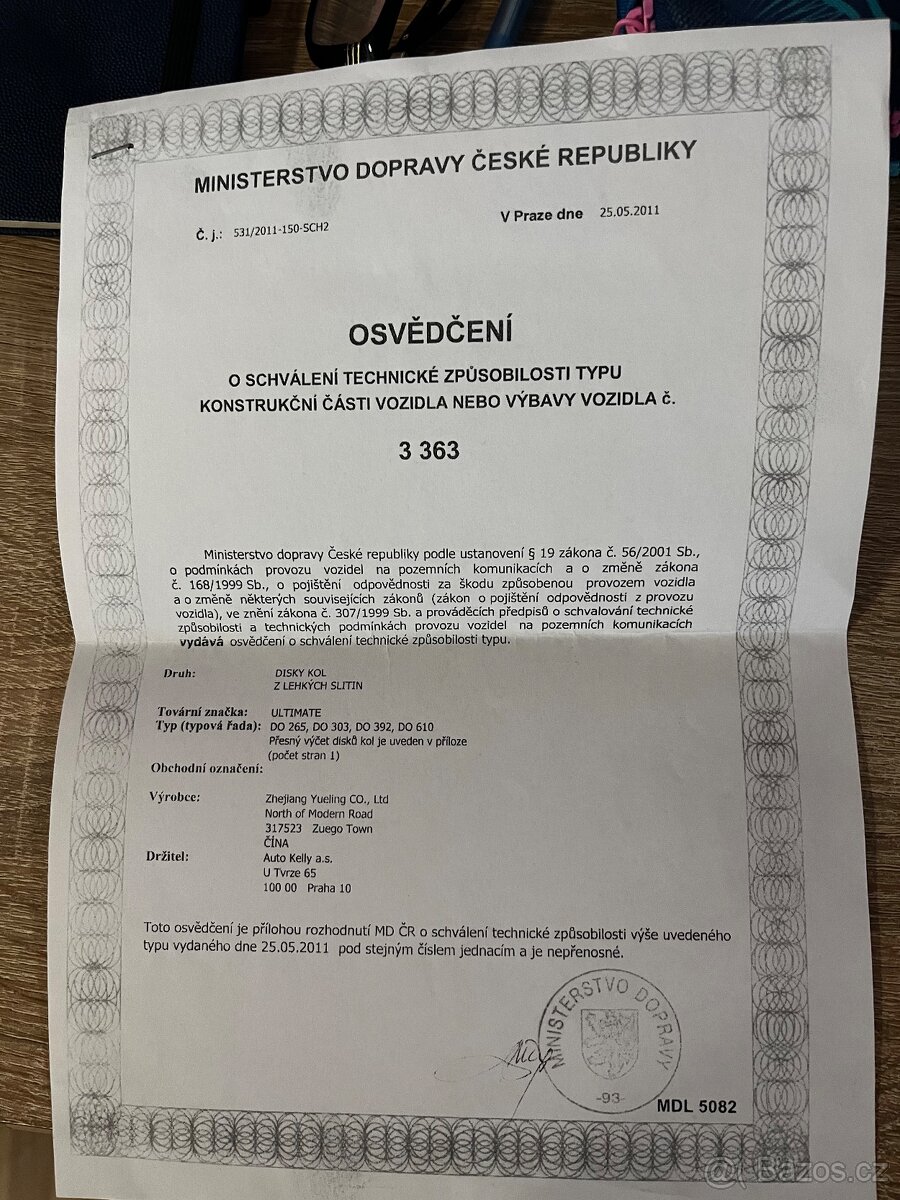 MINISTERSTVO DOPRAVY ČESKÉ REPUBLIKY
Č. j.: 531/2011-150-SCH2
V Praze dne 25.05.2011
OSVĚDČENÍ
O SCHVÁLENÍ TECHNICKÉ ZPŮSOBILOSTI TYPU
KONSTRUKČNÍ ČÁSTI VOZIDLA NEBO VÝBAVY VOZIDLA č.
3 363
Ministerstvo dopravy České republiky podle ustanovení § 19 zákona č. 56/2001 Sb.,
o podmínkách provozu vozidel na pozemních komunikacích a o změně zákona
č. 168/1999 Sb., o pojištění odpovědnosti za škodu způsobenou provozem vozidla
a o změně některých souvisejících zákonů (zákon o pojištění odpovědnosti z provozu
vozidla), ve znění zákona č. 307/1999 Sb. a prováděcích předpisů o schvalování technické
způsobilosti a technických podmínkách provozu vozidel na pozemních komunikacích
vydává osvědčení o schválení technické způsobilosti typu.
Druh: DISKY KOL
Z LEHKÝCH SLITIN
Tovární značka: ULTIMATE
Typ (typová řada): DO 265, DO 303, DO 392, DO 610
Přesný výčet disků kol je uveden v příloze
(počet stran 1)
Obchodní označení:
Výrobce: Zhejiang Yueling CO., Ltd
North of Modern Road
317523 Zuego Town
ČÍNA
Držitel: Auto Kelly a.s.
U Tvrze 65
100 00 Praha 10
Toto osvědčení je přílohou rozhodnutí MD ČR o schválení technické způsobilosti výše uvedeného
typu vydaného dne 25.05.2011 pod stejným číslem jednacím a je nepřenosné.
MINISTERSTVO DOPRAVY
-93-
MDL 5082
@ Bazos.cz